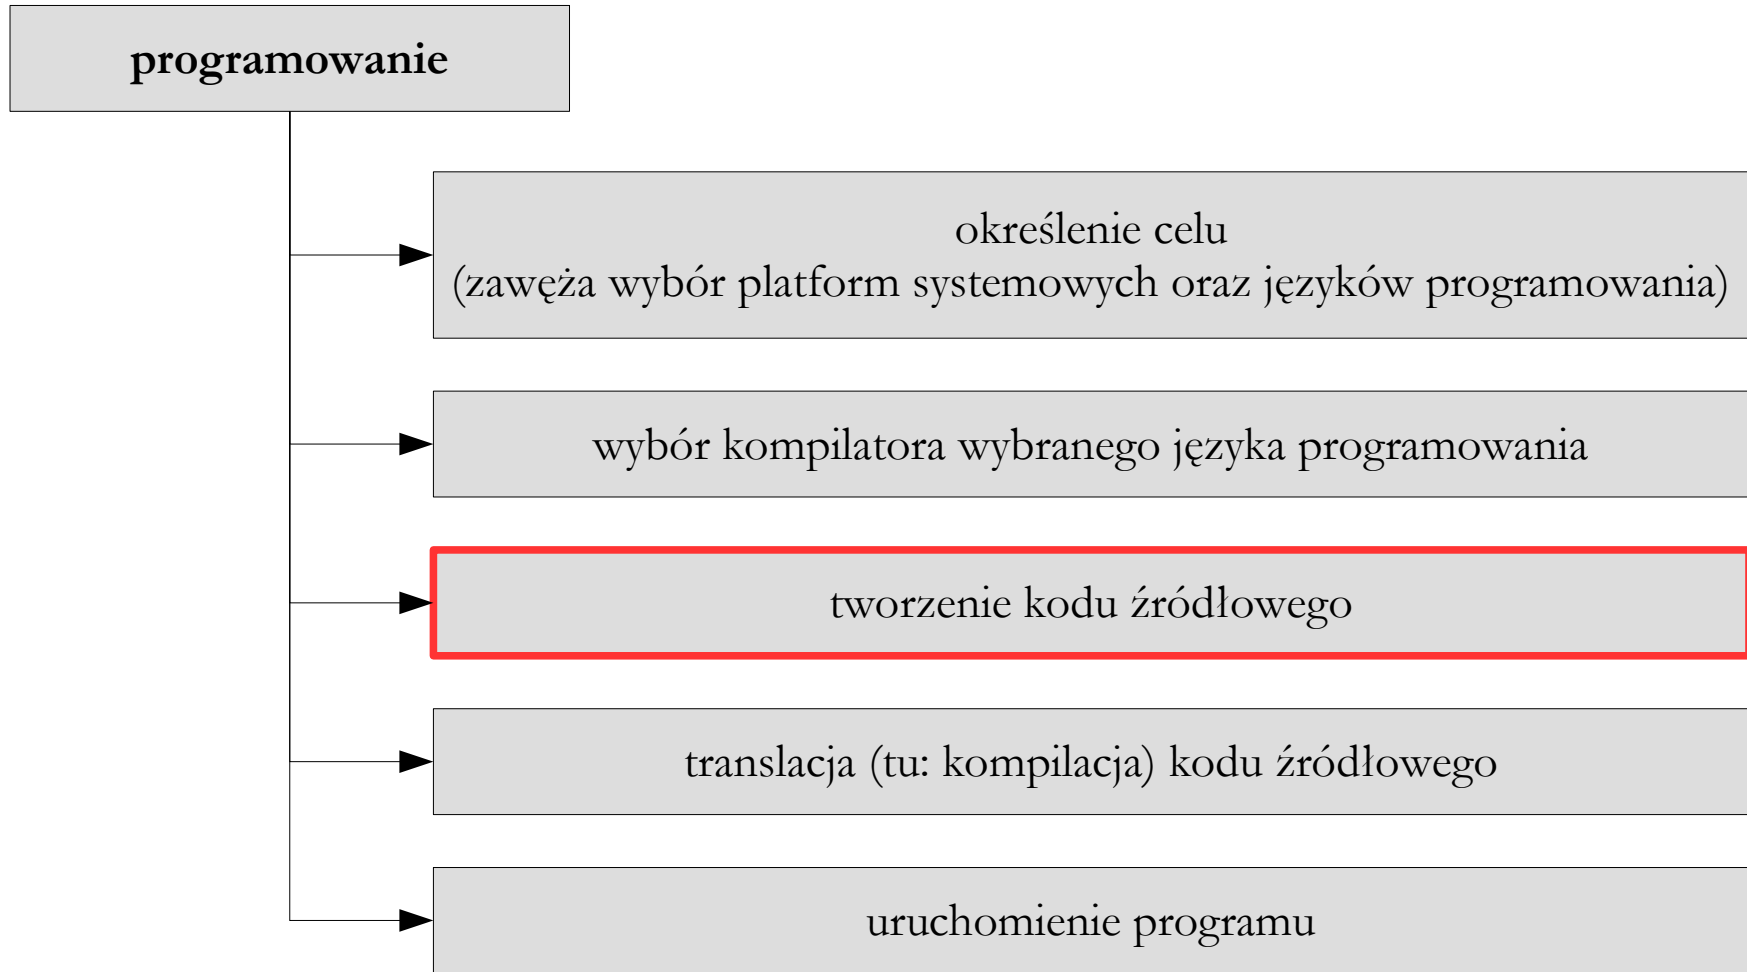 programowanie
określenie celu
(zawęża wybór platform systemowych oraz języków programowania)
wybór kompilatora wybranego języka programowania
tworzenie kodu źródłowego
translacja (tu: kompilacja) kodu źródłowego
uruchomienie programu